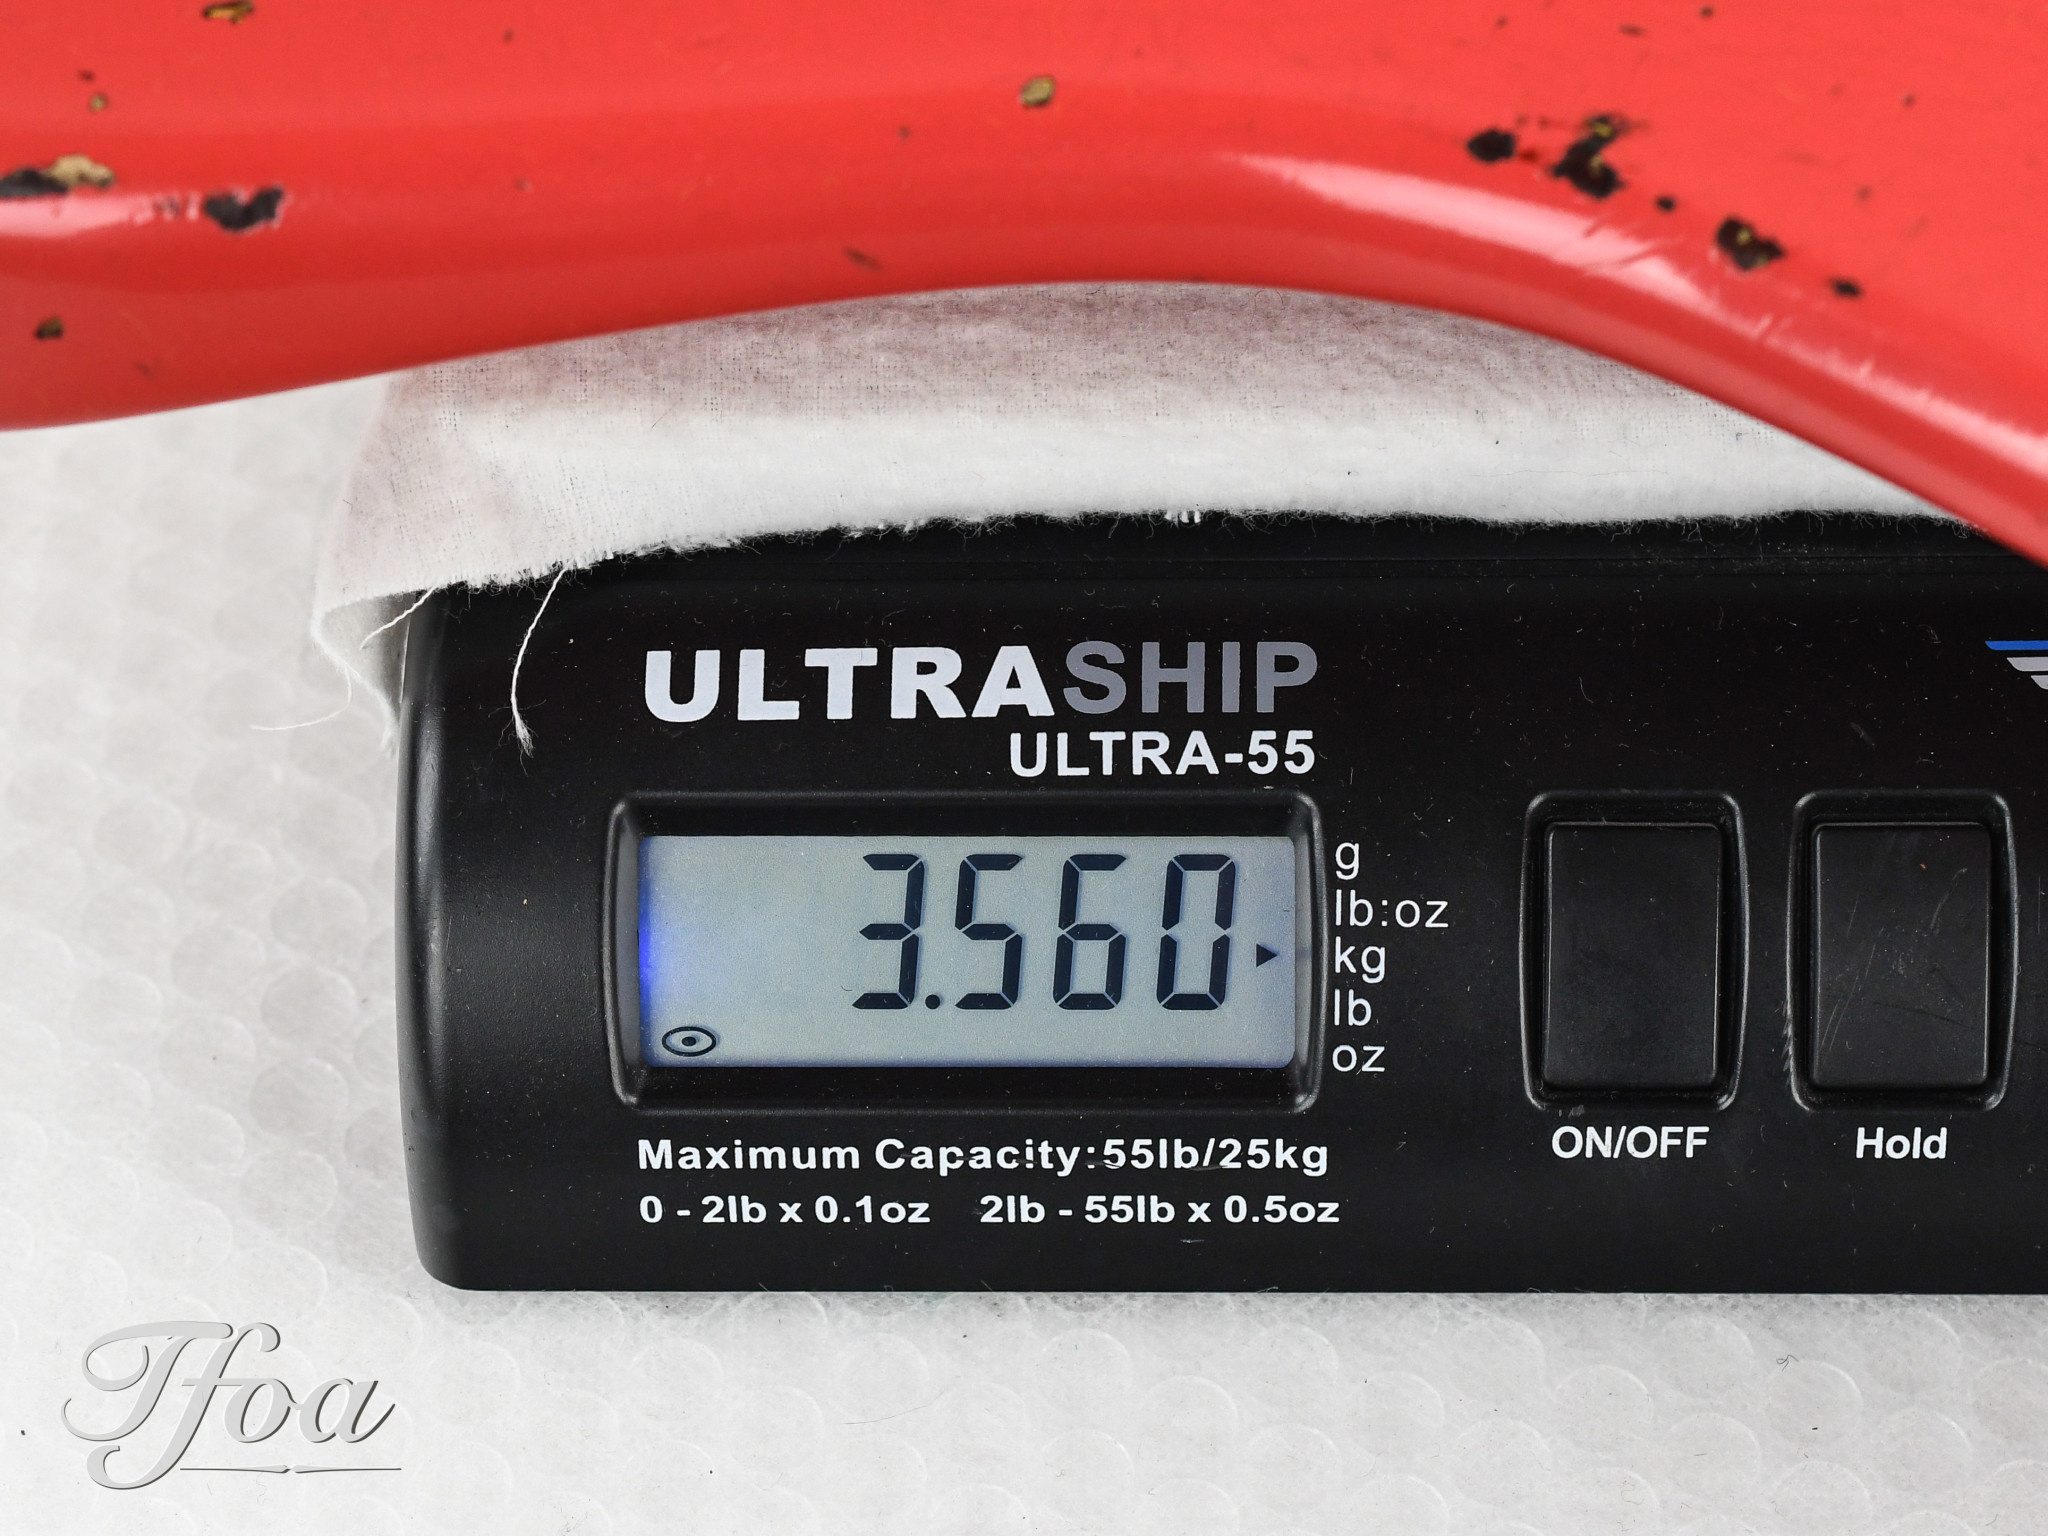 ULTRASHIP
ULTRA-55
3.560
g
lb:oz
kg
lb
oz
ON/OFF
Hold
Maximum Capacity:55lb/25kg
0 - 2lb x 0.1oz 2lb - 55lb x 0.5oz
Tfoa